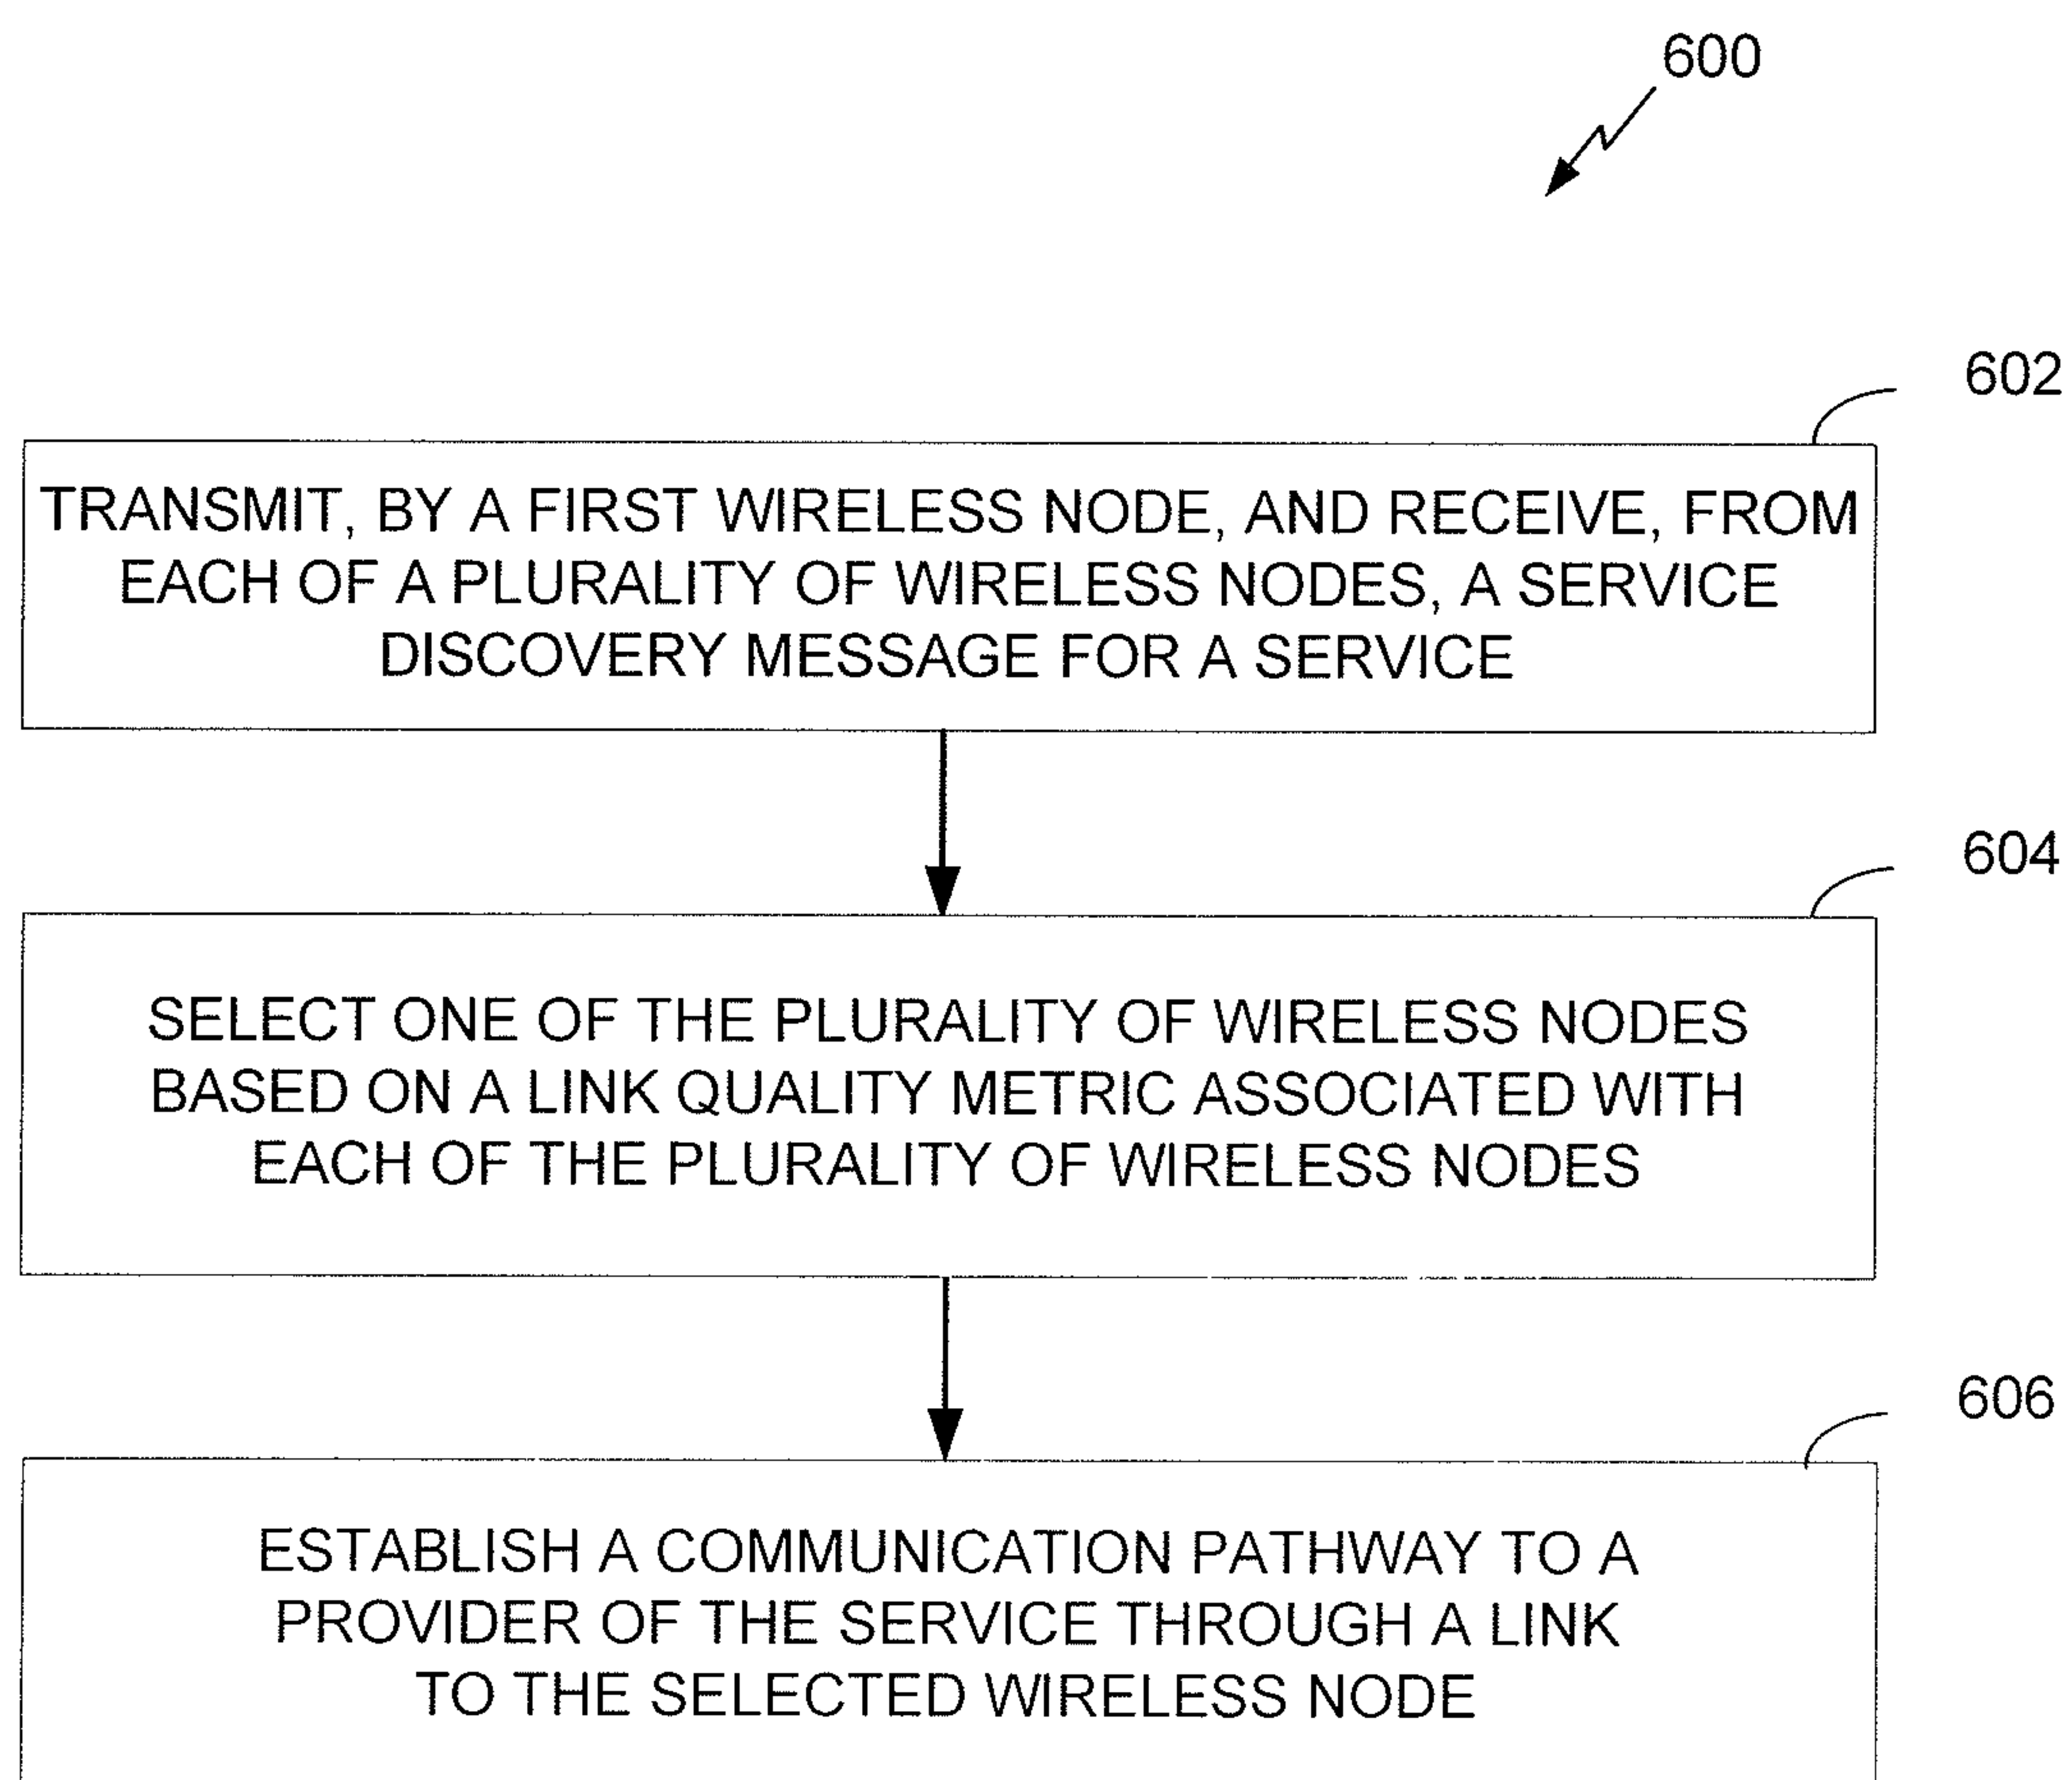 600
602
TRANSMIT, BY A FIRST WIRELESS NODE, AND RECEIVE, FROM
EACH OF A PLURALITY OF WIRELESS NODES, A SERVICE
DISCOVERY MESSAGE FOR A SERVICE
604
SELECT ONE OF THE PLURALITY OF WIRELESS NODES
BASED ON A LINK QUALITY METRIC ASSOCIATED WITH
EACH OF THE PLURALITY OF WIRELESS NODES
606
ESTABLISH A COMMUNICATION PATHWAY TO A
PROVIDER OF THE SERVICE THROUGH A LINK
TO THE SELECTED WIRELESS NODE